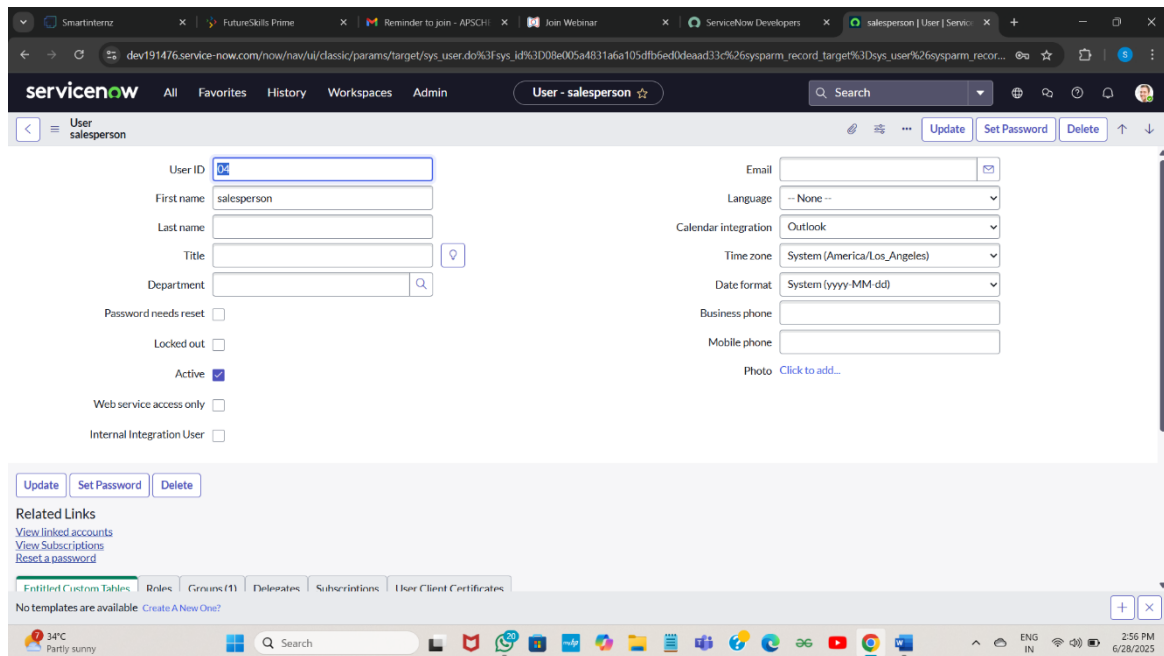 Smartinternz FutureSkills Prime Reminder to join - APSCHE Join Webinar ServiceNow Developers salesperson | User | Service
dev191476.service-now.com/now/nav/ui/classic/params/target/sys_user.do%3Fsys_id%3D08e005a4831a6a105dfb6ed0deaad33c%26sysparm_record_target%3Dsys_user%26sysparm_recor...
servicenow All Favorites History Workspaces Admin User - salesperson Search
User
salesperson
Update Set Password Delete
User ID 04
First name salesperson
Last name
Title
Department
Password needs reset
Locked out
Active
Web service access only
Internal Integration User
Email
Language -- None --
Calendar integration Outlook
Time zone System (America/Los_Angeles)
Date format System (yyyy-MM-dd)
Business phone
Mobile phone
Photo Click to add...
Update Set Password Delete
Related Links
View linked accounts
View Subscriptions
Reset a password
Entitled Custom Tables Roles Groups (1) Delegates Subscriptions User Client Certificates
No templates are available Create A New One?
7 34°C
Partly sunny
Search
20
ENG
IN
2:56 PM
6/28/2025